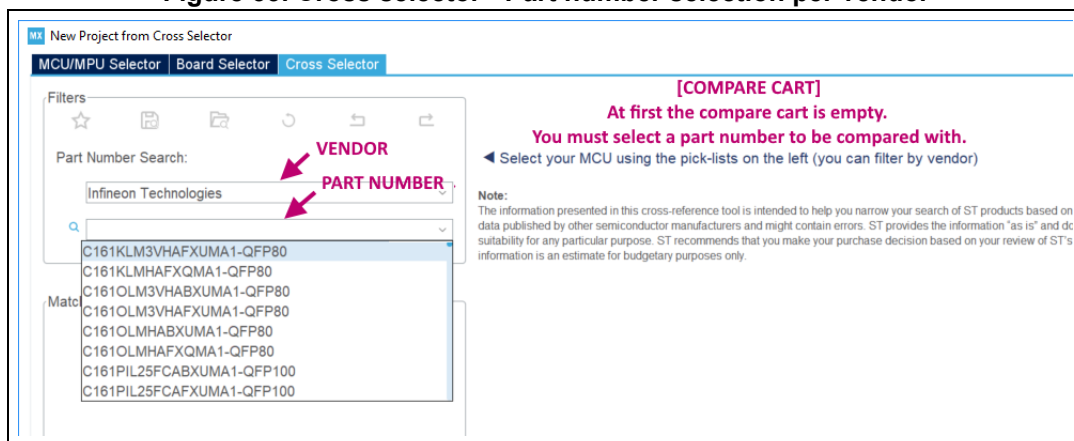 MX New Project from Cross Selector
MCU/MPU Selector Board Selector Cross Selector
Filters
Part Number Search:
VENDOR
Infineon Technologies
PART NUMBER
C161KLM3VHAFXUMA1-QFP80
C161KLMHAFXQMA1-QFP80
C161OLM3VHABXUMA1-QFP80
C161OLM3VHAFXUMA1-QFP80
C161OLMHABXUMA1-QFP80
C161OLMHAFXQMA1-QFP80
C161PIL25FCABXUMA1-QFP100
C161PIL25FCAFXUMA1-QFP100
[COMPARE CART]
At first the compare cart is empty.
You must select a part number to be compared with.
Select your MCU using the pick-lists on the left (you can filter by vendor)
Note:
The information presented in this cross-reference tool is intended to help you narrow your search of ST products based on
data published by other semiconductor manufacturers and might contain errors. ST provides the information "as is" and do
suitability for any particular purpose. ST recommends that you make your purchase decision based on your review of ST's
information is an estimate for budgetary purposes only.